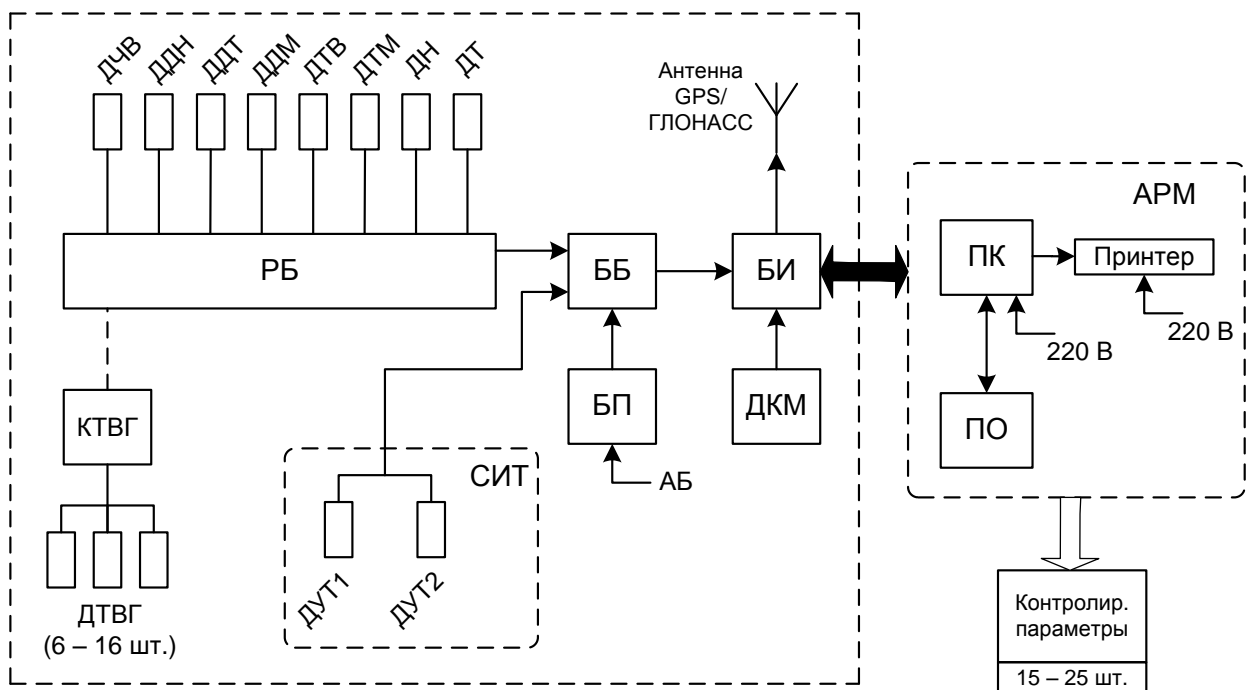 ДЧВ
ДДН
ДДТ
ДДМ
ДТВ
ДТМ
ДН
ДТ
Антенна
GPS/
ГЛОНАСС
РБ
ББ
БИ
АРМ
ПК
Принтер
220 В
220 В
КТВГ
БП
ДКМ
ПО
АБ
СИТ
ДУТ1
ДУТ2
ДТВГ
(6 – 16 шт.)
Контролир.
параметры
15 – 25 шт.